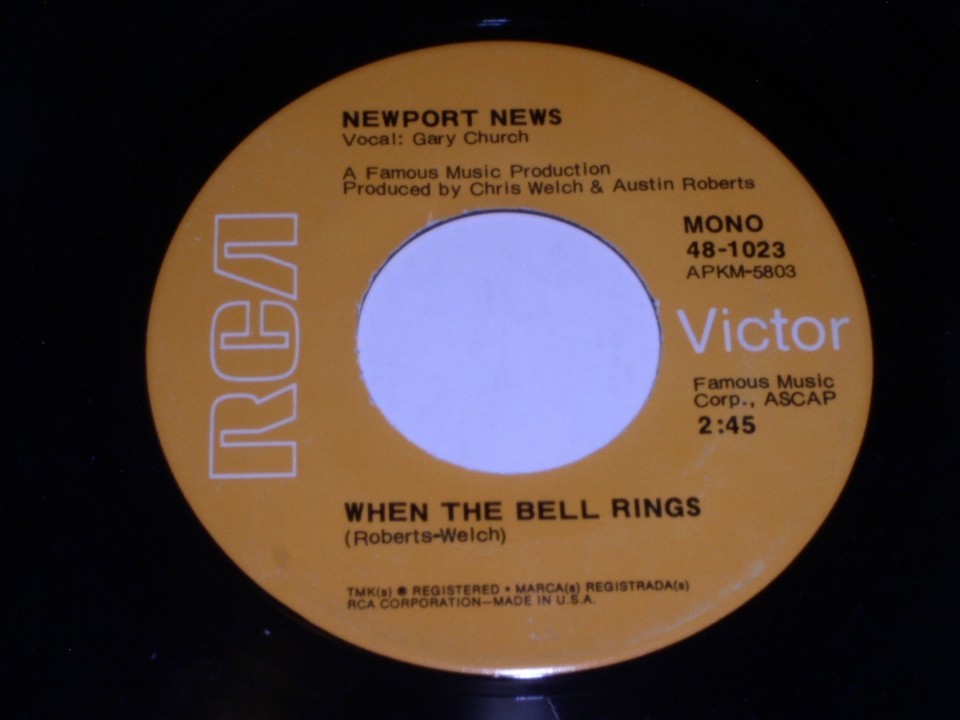 NEWPORT NEWS
Vocal: Gary Church
A Famous Music Production
Produced by Chris Welch & Austin Roberts
RCA
MONO
48-1023
APKM-5803
Victor
Famous Music
Corp., ASCAP
2:45
WHEN THE BELL RINGS
(Roberts-Welch)
TMK(s) ® REGISTERED • MARCA(s) REGISTRADA(s)
RCA CORPORATION—MADE IN U.S.A.